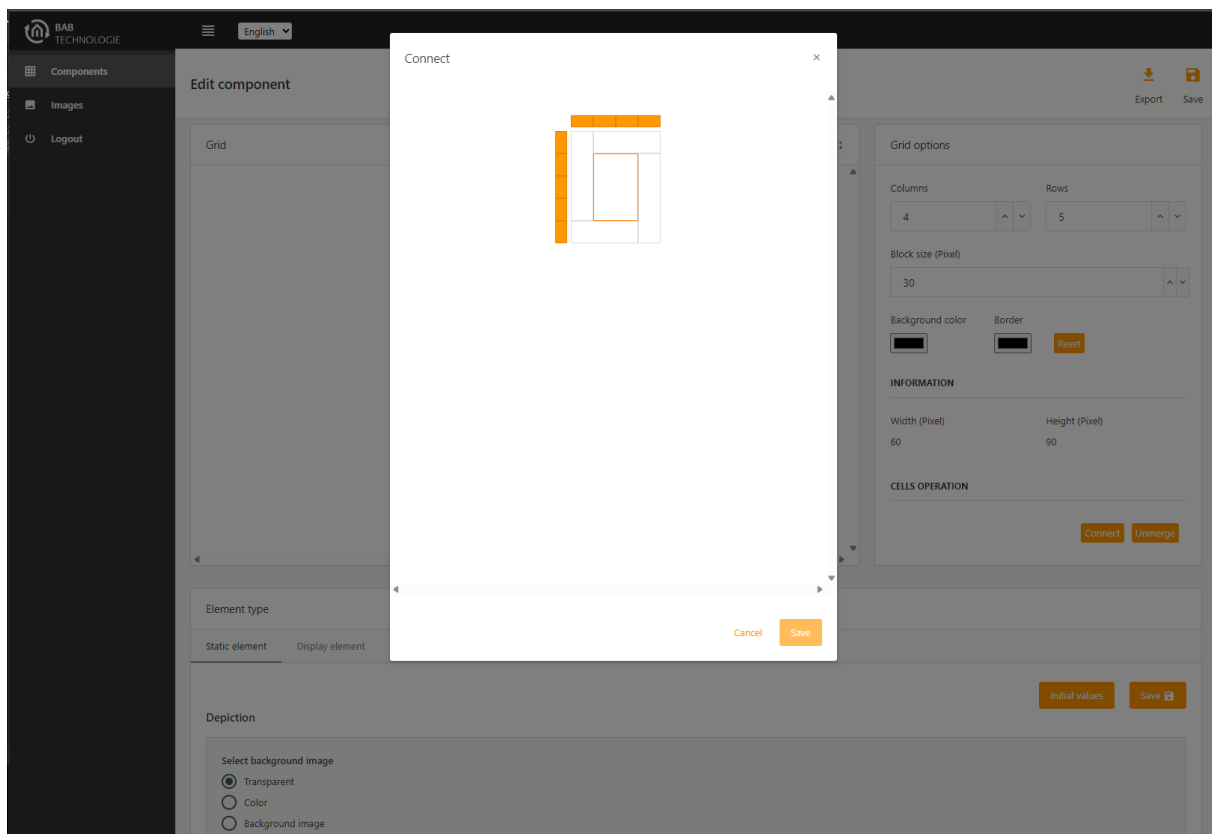 BAB
TECHNOLOGIE
English
Components
Images
Logout
Edit component
Export
Save
Connect
×
Grid
Grid options
Columns
Rows
4
5
Block size (Pixel)
30
Background color
Border
Reset
INFORMATION
Width (Pixel)
Height (Pixel)
60
90
CELLS OPERATION
Connect
Unmerge
Cancel
Save
Element type
Static element
Display element
Initial values
Save
Depiction
Select background image
Transparent
Color
Background image